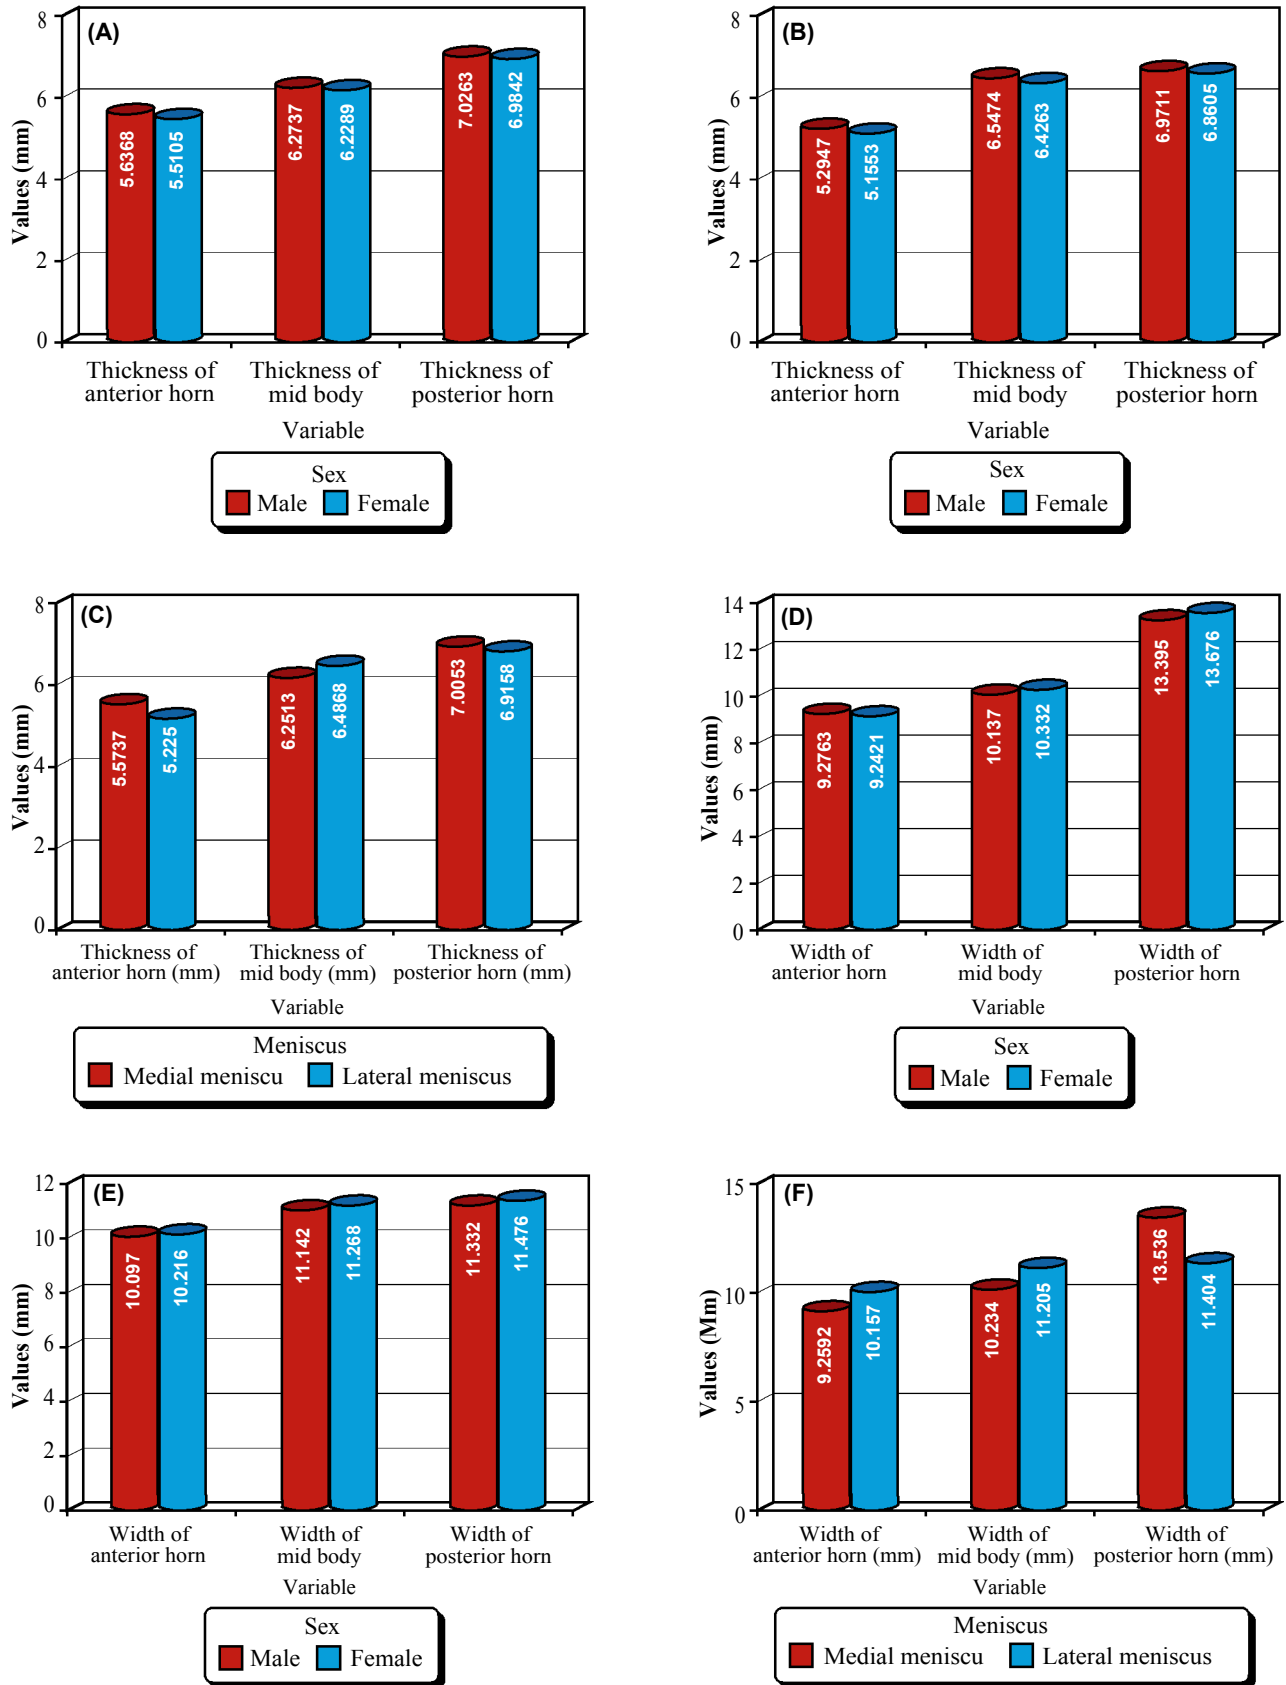 (A)
Values (mm)
8
6
4
2
0
5.6368
5.5105
6.2737
6.2289
7.0263
6.9842
Thickness of
anterior horn
Thickness of
mid body
Thickness of
posterior horn
Variable
Sex
Male
Female
(B)
Values (mm)
8
6
4
2
0
5.2947
5.1553
6.5474
6.4263
6.9711
6.8605
Thickness of
anterior horn
Thickness of
mid body
Thickness of
posterior horn
Variable
Sex
Male
Female
(C)
Values (mm)
8
6
4
2
0
5.5737
5.225
6.2513
6.4868
7.0053
6.9158
Thickness of
anterior horn (mm)
Thickness of
mid body (mm)
Thickness of
posterior horn (mm)
Variable
Meniscus
Medial meniscu
Lateral meniscus
(D)
Values (mm)
14
12
10
8
6
4
2
0
9.2763
9.2421
10.137
10.332
13.395
13.676
Width of
anterior horn
Width of
mid body
Width of
posterior horn
Variable
Sex
Male
Female
(E)
Values (mm)
12
10
8
6
4
2
0
10.097
10.216
11.142
11.268
11.332
11.476
Width of
anterior horn
Width of
mid body
Width of
posterior horn
Variable
Sex
Male
Female
(F)
Values (Mm)
15
10
5
0
9.2592
10.157
10.234
11.205
13.536
11.404
Width of
anterior horn (mm)
Width of
mid body (mm)
Width of
posterior horn (mm)
Variable
Meniscus
Medial meniscu
Lateral meniscus